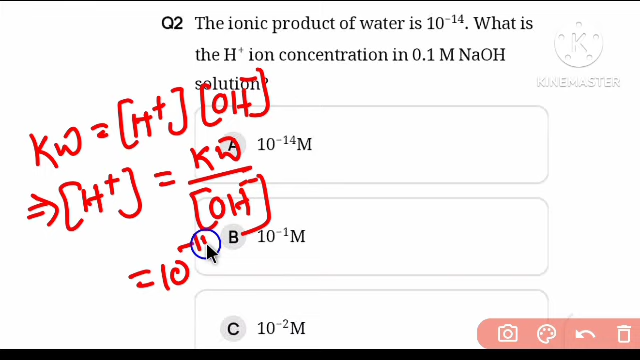 Q2 The ionic product of water is 10⁻¹⁴. What is
the H⁺ ion concentration in 0.1 M NaOH
solution?
KINEMASTER
Kw = [H⁺] [OH⁻]
A 10⁻¹⁴M
⇒ [H⁺] = Kw / [OH⁻]
B 10⁻¹M
= 10
C 10⁻²M